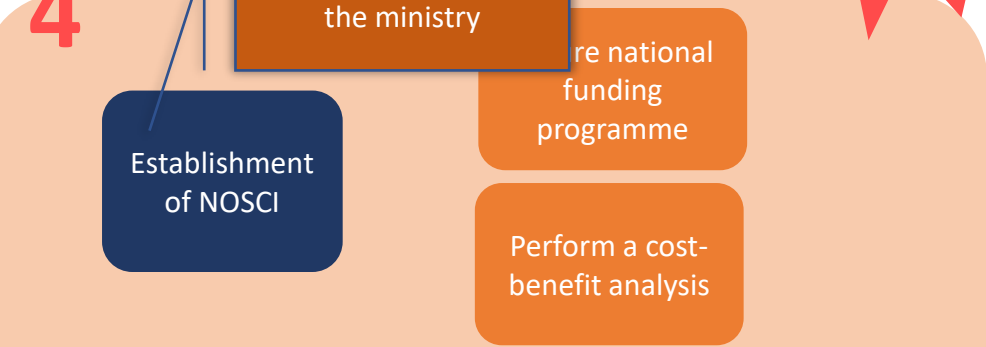 4
the ministry
re national
funding
programme
Establishment
of NOSCI
Perform a cost-
benefit analysis